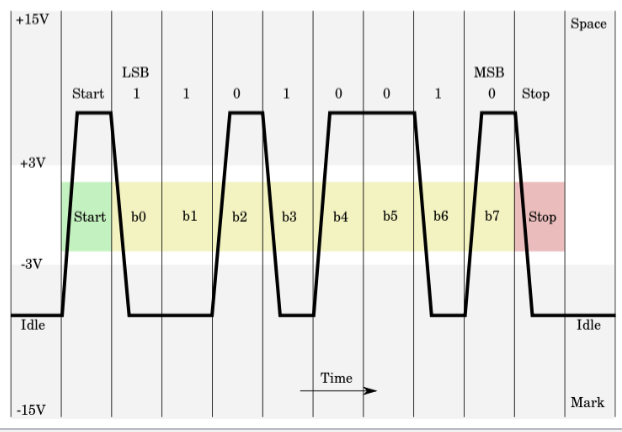 +15V
Space
LSB
MSB
Start 1 1 0 1 0 0 1 0 Stop
+3V
Start b0 b1 b2 b3 b4 b5 b6 b7 Stop
-3V
Idle
Idle
Time
-15V
Mark